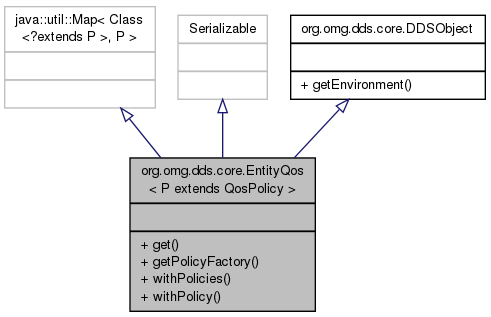 java::util::Map< Class
<?extends P >, P >
Serializable
org.omg.dds.core.DDSObject
+ getEnvironment()
org.omg.dds.core.EntityQos
< P extends QosPolicy >
+ get()
+ getPolicyFactory()
+ withPolicies()
+ withPolicy()